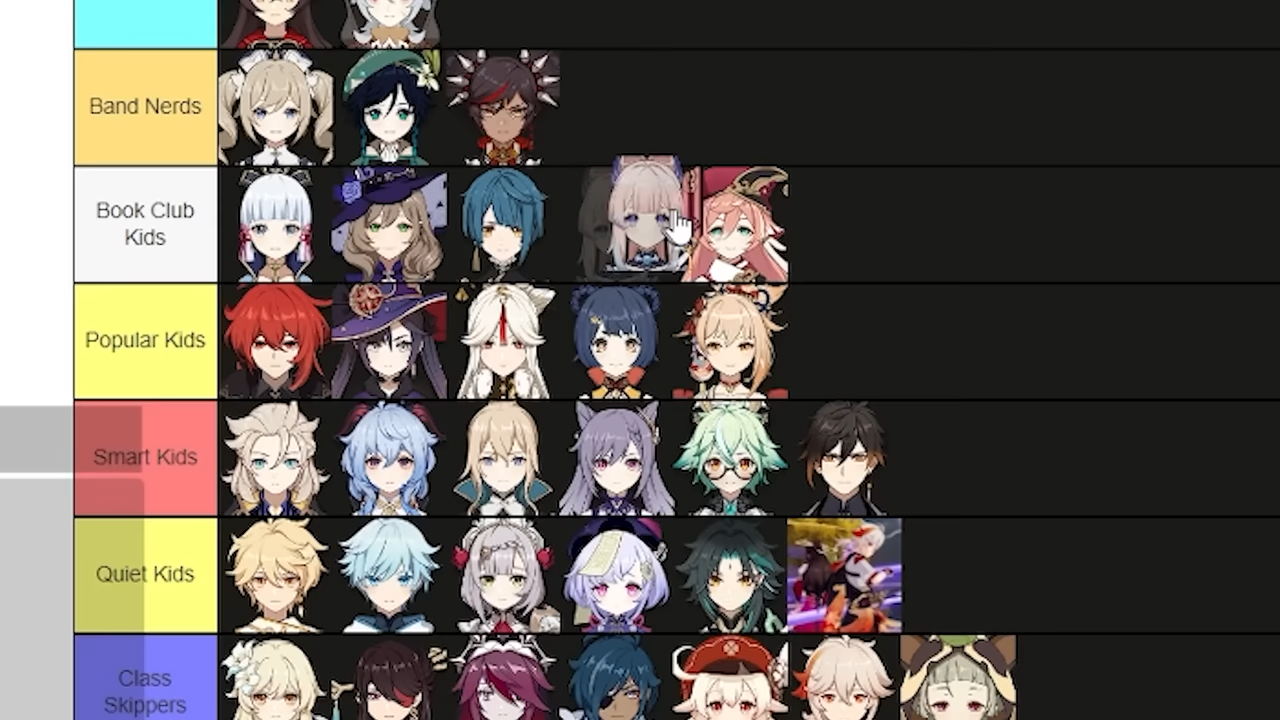 Band Nerds
Book Club
Kids
Popular Kids
Smart Kids
Quiet Kids
Class
Skippers